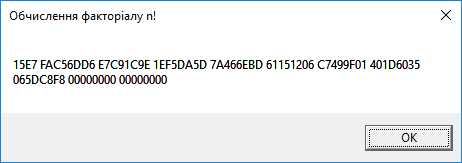 Обчислення факторіалу n!
15E7 FAC56DD6 E7C91C9E 1EF5DA5D 7A466EBD 61151206 C7499F01 401D6035
065DC8F8 00000000 00000000
OK